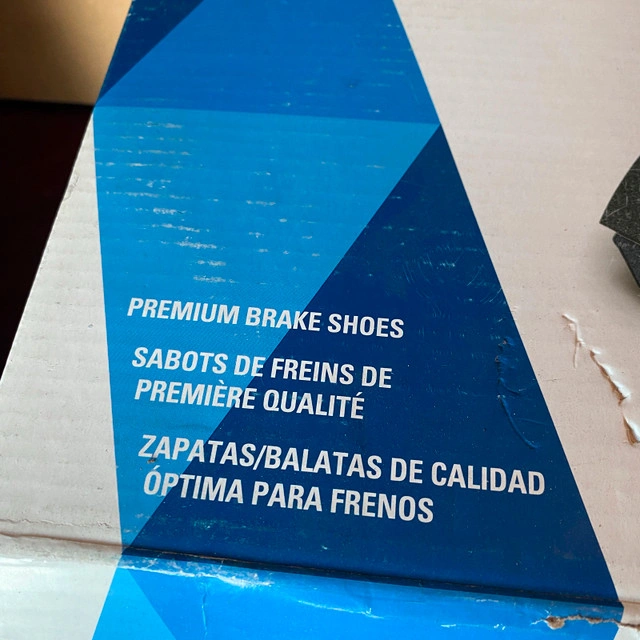 PREMIUM BRAKE SHOES
SABOTS DE FREINS DE
PREMIÈRE QUALITÉ
ZAPATAS/BALATAS DE CALIDAD
ÓPTIMA PARA FRENOS